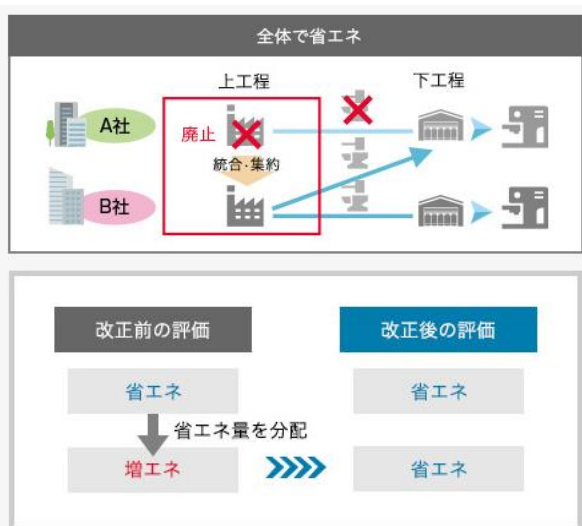 全体で省エネ
上工程
下工程
A社
廃止
統合・集約
B社
改正前の評価
改正後の評価
省エネ
省エネ
省エネ量を分配
増エネ
省エネ